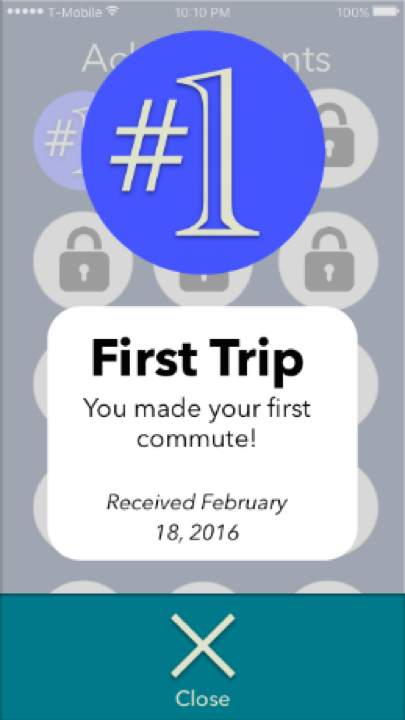 T-Mobile 10:10 PM 100%
#1
First Trip
You made your first
commute!
Received February
18, 2016
Close